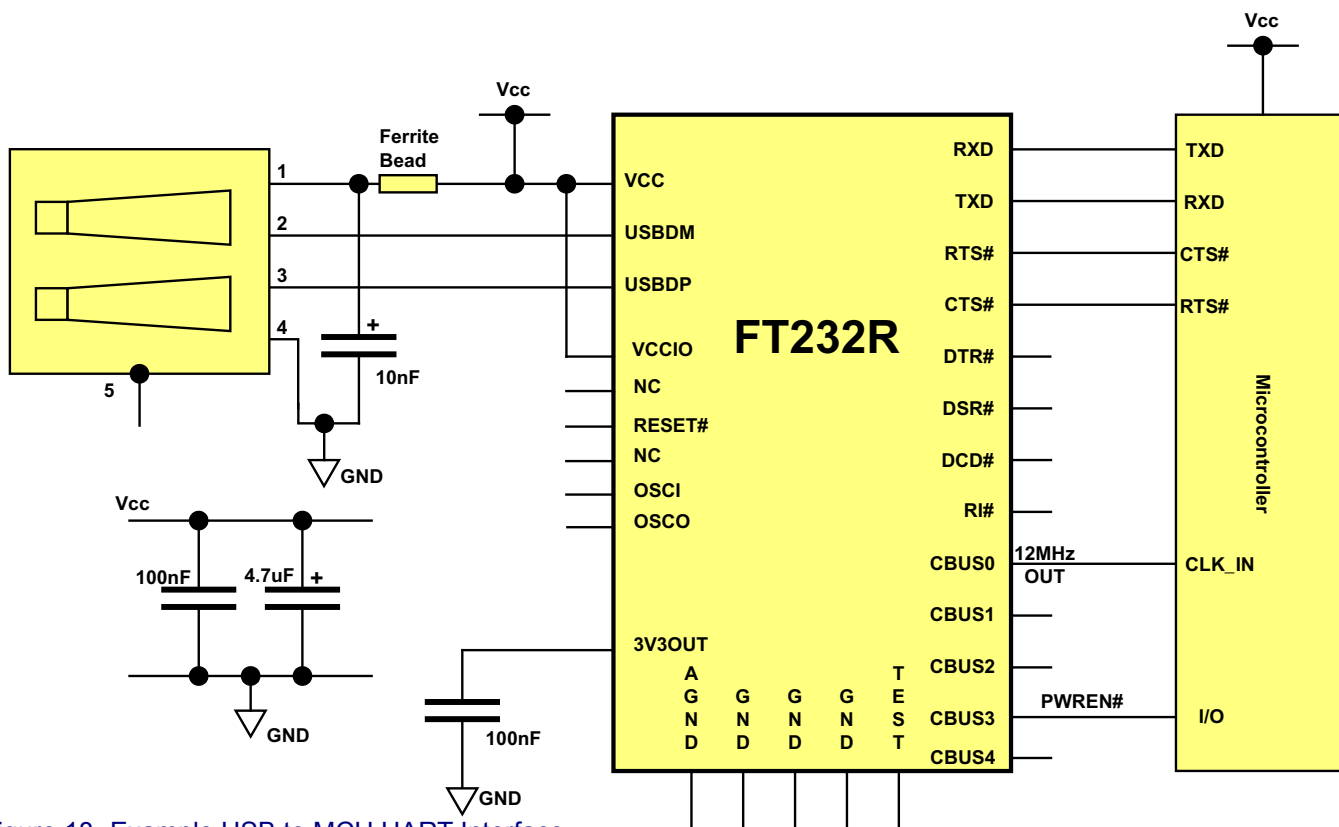 Vcc
Vcc
Ferrite
Bead
1
2
3
4
5
+
10nF
GND
Vcc
100nF
4.7uF
+
GND
100nF
GND
VCC
USBDM
USBDP
VCCIO
NC
RESET#
NC
OSCI
OSCO
3V3OUT
FT232R
AGND
GND
GND
GND
TEST
RXD
TXD
RTS#
CTS#
DTR#
DSR#
DCD#
RI#
CBUS0
CBUS1
CBUS2
CBUS3
CBUS4
12MHz
OUT
PWREN#
TXD
RXD
CTS#
RTS#
Microcontroller
CLK_IN
I/O